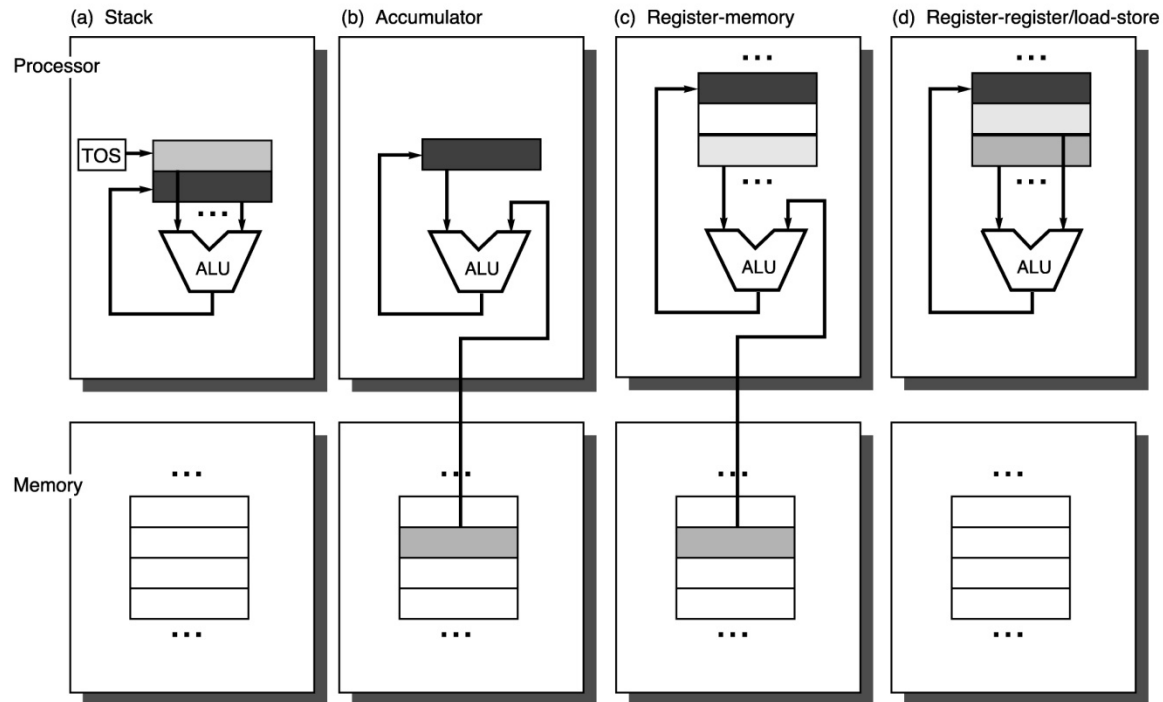 (a) Stack
(b) Accumulator
(c) Register-memory
(d) Register-register/load-store
Processor
...
...
TOS
...
...
...
ALU
ALU
ALU
ALU
Memory
...
...
...
...
...
...
...
...